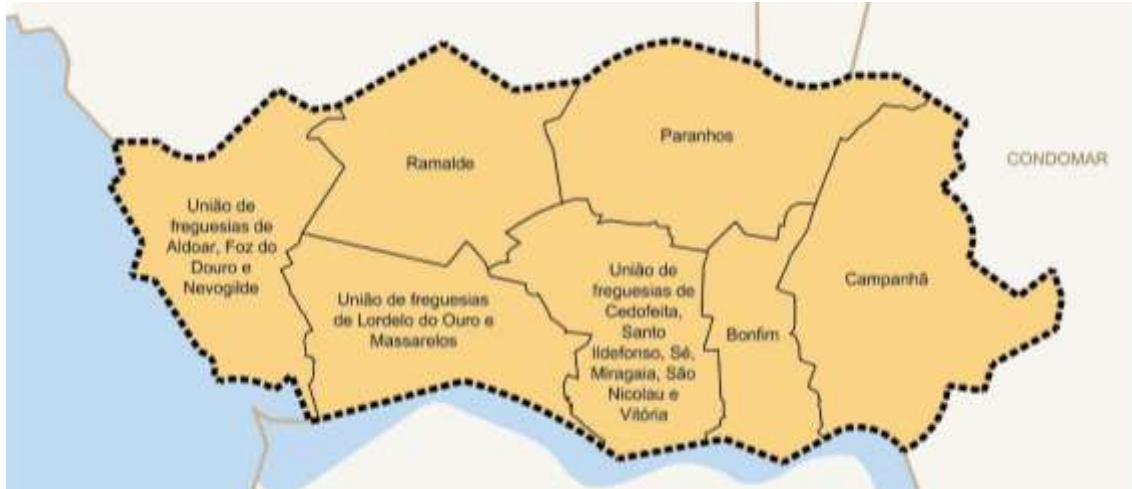 Paranhos
Ramalde
CONDOMAR
União de
freguesias de
Aldoar, Foz do
Douro e
Nevogilde
União de freguesias
de Lordelo do Ouro e
Massarelos
União de
freguesias de
Cedofeita,
Santo
Ildefonso, Sé,
Miragaia, São
Nicolau e
Vitória
Bonfim
Campanhã